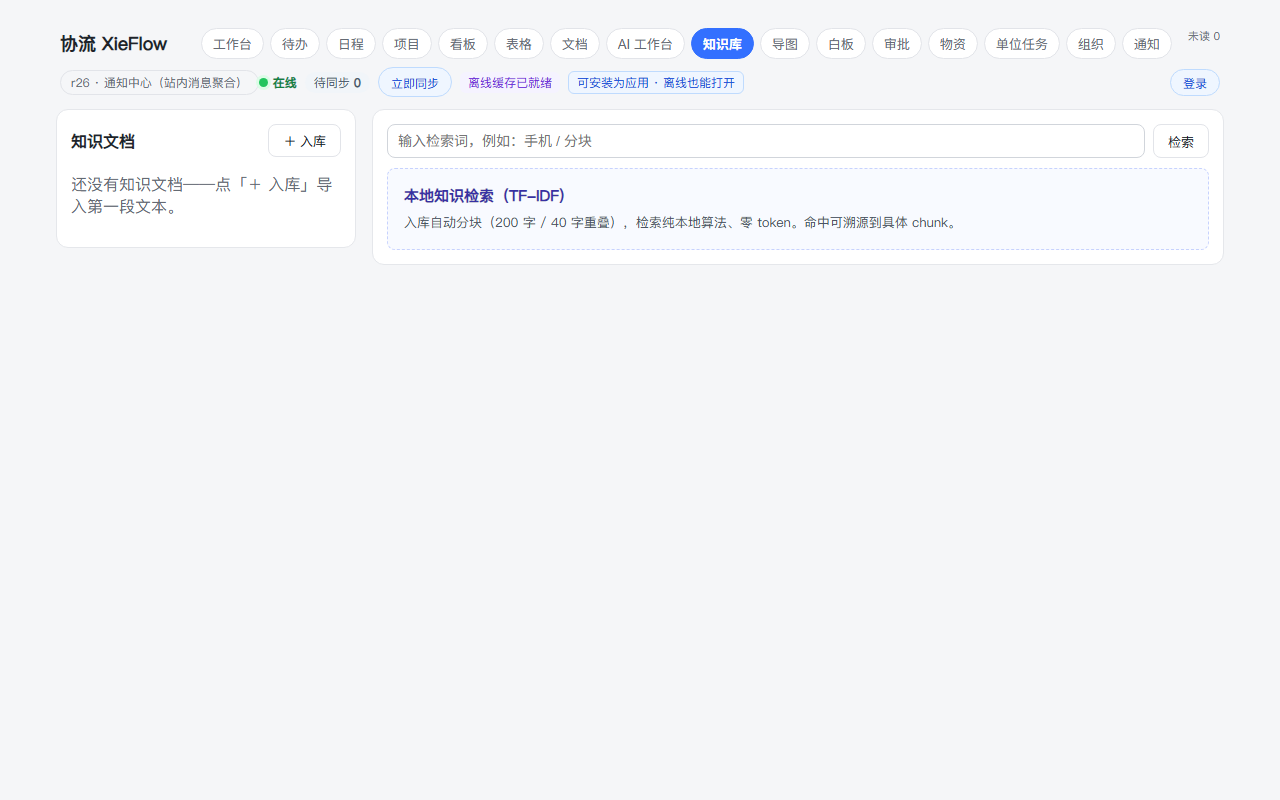 协流 XieFlow 工作台 待办 日程 项目 看板 表格 文档 AI 工作台 知识库 导图 白板 审批 物资 单位任务 组织 通知 未读 0
r26 · 通知中心（站内消息聚合） 在线 待同步 0 立即同步 离线缓存已就绪 可安装为应用 · 离线也能打开 登录
知识文档 ＋ 入库
还没有知识文档——点「＋ 入库」导
入第一段文本。
输入检索词，例如：手机 / 分块 检索
本地知识检索（TF-IDF）
入库自动分块（200 字 / 40 字重叠），检索纯本地算法、零 token。命中可溯源到具体 chunk。